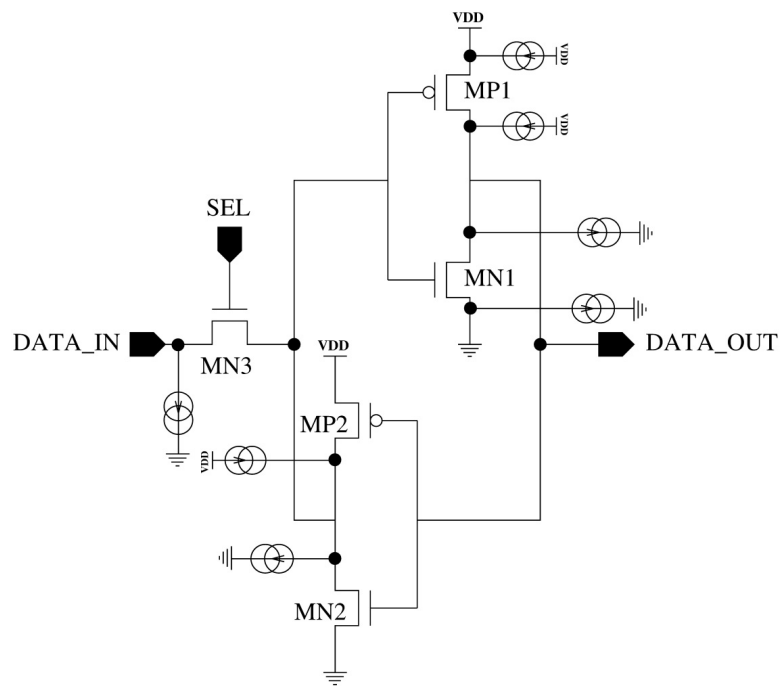 VDD
VDD
MP1
VDD
SEL
MN1
DATA_IN
MN3
VDD
DATA_OUT
MP2
VDD
MN2